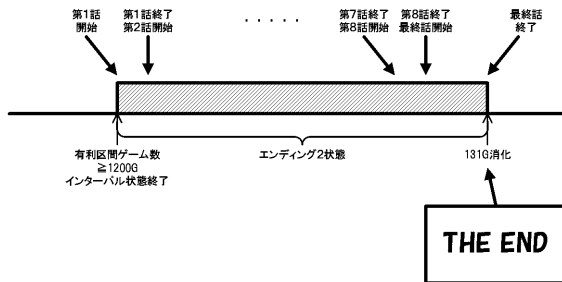 第1話
開始
第1話終了
第2話開始
・・・・・
第7話終了
第8話開始
第8話終了
最終話開始
最終話
終了
有利区間ゲーム数
≧1200G
インターバル状態終了
エンディング2状態
131G消化
THE END